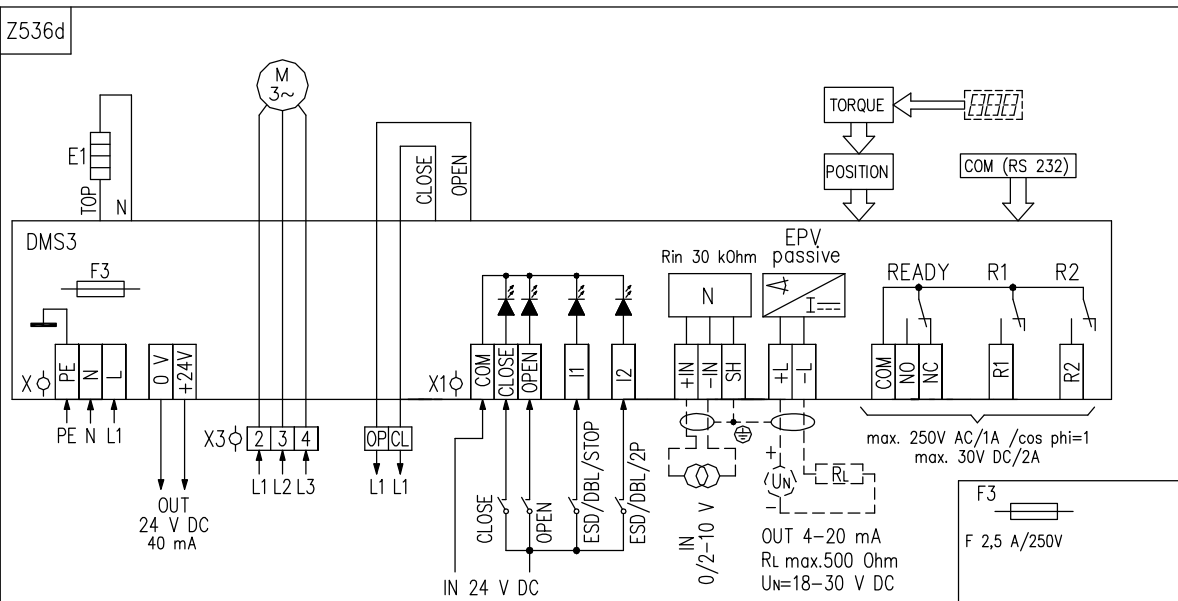 Z536d
M
3~
E1
TOP
N
CLOSE
OPEN
TORQUE
POSITION
COM (RS 232)
DMS3
F3
Rin 30 kOhm
N
EPV
passive
I
READY R1 R2
X
PE
N
L
0 V
+24V
X1
COM
CLOSE
OPEN
I1
I2
+IN
-IN
SH
+L
-L
COM
NO
NC
R1
R2
PE N L1
X3 2 3 4
OP CL
L1 L2 L3
L1 L1
OUT
24 V DC
40 mA
CLOSE
OPEN
ESD/DBL/STOP
ESD/DBL/2P
IN 24 V DC
IN
0/2-10 V
+
UN
-
RL
OUT 4-20 mA
RL max.500 Ohm
UN=18-30 V DC
max. 250V AC/1A /cos phi=1
max. 30V DC/2A
F3
F 2,5 A/250V